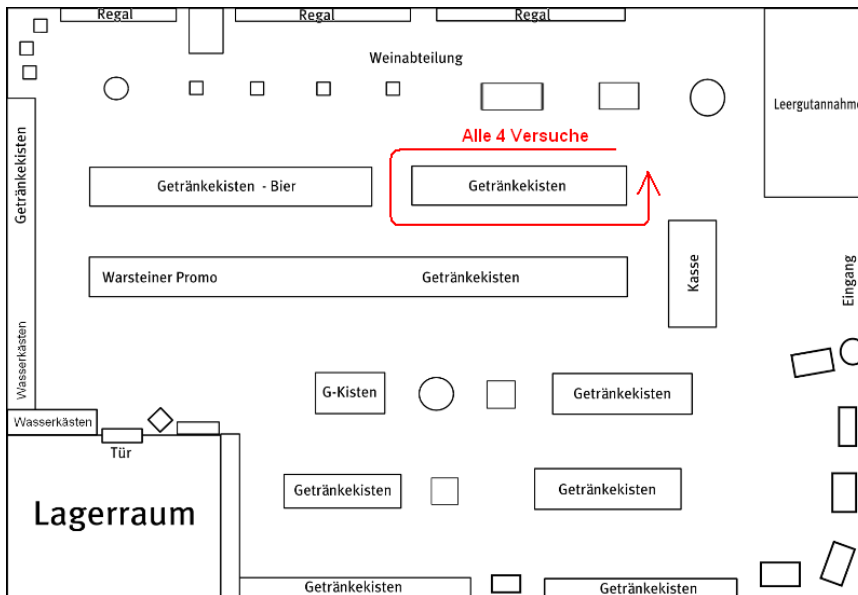 Regal
Regal
Regal
Weinabteilung
Leergutannahme
Alle 4 Versuche
Getränkekisten
Getränkekisten - Bier
Getränkekisten
Warsteiner Promo
Getränkekisten
Kasse
Eingang
Wasserkästen
G-Kisten
Getränkekisten
Wasserkästen
Tür
Getränkekisten
Getränkekisten
Lagerraum
Getränkekisten
Getränkekisten